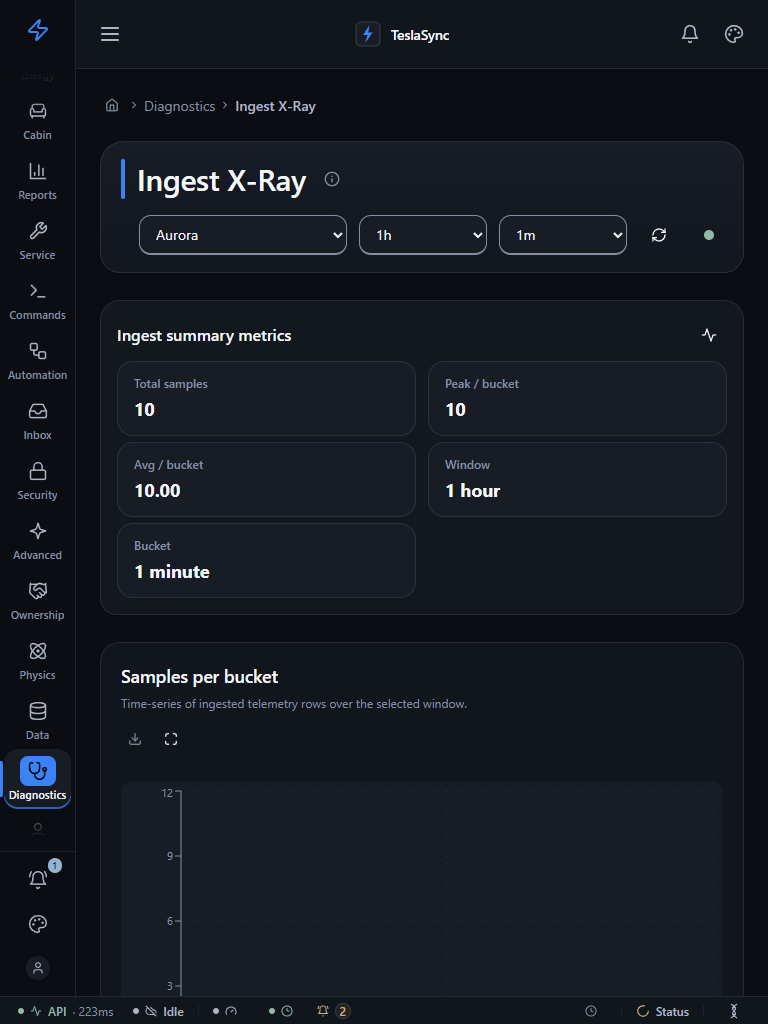 TeslaSync
Energy
Cabin
Reports
Service
Commands
Automation
Inbox
Security
Advanced
Ownership
Physics
Data
Diagnostics
1
Diagnostics
Ingest X-Ray
Ingest X-Ray
Aurora
1h
1m
Ingest summary metrics
Total samples
10
Peak / bucket
10
Avg / bucket
10.00
Window
1 hour
Bucket
1 minute
Samples per bucket
Time-series of ingested telemetry rows over the selected window.
12
9
6
3
API · 223ms
Idle
2
Status